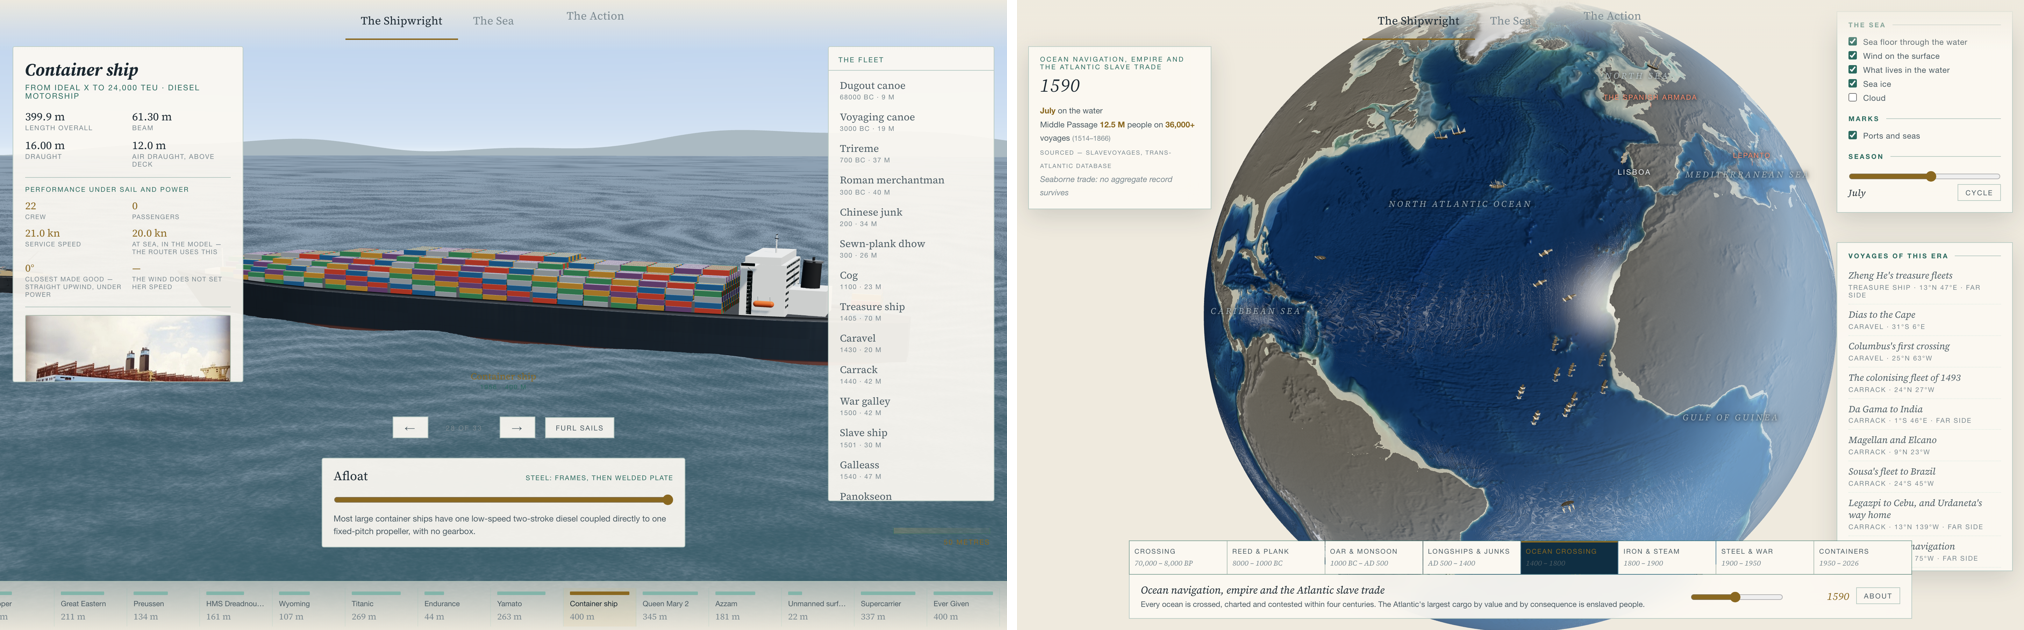 The Shipwright
The Sea
The Action
Container ship
FROM IDEAL X TO 24,000 TEU · DIESEL
MOTORSHIP
399.9 m
LENGTH OVERALL
61.30 m
BEAM
16.00 m
DRAUGHT
12.0 m
AIR DRAUGHT, ABOVE
DECK
PERFORMANCE UNDER SAIL AND POWER
22
CREW
0
PASSENGERS
21.0 kn
SERVICE SPEED
20.0 kn
AT SEA, IN THE MODEL —
THE ROUTER USES THIS
0°
CLOSEST MADE GOOD —
STRAIGHT UPWIND, UNDER
POWER
—
THE WIND DOES NOT SET
HER SPEED
THE FLEET
Dugout canoe
68000 BC · 9 M
Voyaging canoe
3000 BC · 19 M
Trireme
700 BC · 37 M
Roman merchantman
300 BC · 40 M
Chinese junk
200 · 34 M
Sewn-plank dhow
300 · 26 M
Cog
1100 · 23 M
Treasure ship
1405 · 70 M
Caravel
1430 · 20 M
Carrack
1440 · 42 M
War galley
1500 · 42 M
Slave ship
1501 · 30 M
Galleass
1540 · 47 M
Panokseon
←
→
FURL SAILS
Afloat
STEEL: FRAMES, THEN WELDED PLATE
Most large container ships have one low-speed two-stroke diesel coupled directly to one
fixed-pitch propeller, with no gearbox.
Great Eastern
211 m
Preussen
134 m
HMS Dreadnou...
161 m
Wyoming
107 m
Titanic
269 m
Endurance
44 m
Yamato
263 m
Container ship
400 m
Queen Mary 2
345 m
Azzam
181 m
Unmanned surf...
22 m
Supercarrier
337 m
Ever Given
400 m
The Shipwright
The Sea
The Action
OCEAN NAVIGATION, EMPIRE AND
THE ATLANTIC SLAVE TRADE
1590
July on the water
Middle Passage 12.5 M people on 36,000+
voyages (1514–1866)
SOURCED — SLAVEVOYAGES, TRANS-
ATLANTIC DATABASE
Seaborne trade: no aggregate record
survives
NORTH SEA
THE SPANISH ARMADA
LEPANTO
LISBOA
MEDITERRANEAN SEA
NORTH ATLANTIC OCEAN
CARIBBEAN SEA
GULF OF GUINEA
THE SEA
Sea floor through the water
Wind on the surface
What lives in the water
Sea ice
Cloud
MARKS
Ports and seas
SEASON
July
CYCLE
VOYAGES OF THIS ERA
Zheng He's treasure fleets
TREASURE SHIP · 13°N 47°E · FAR
SIDE
Dias to the Cape
CARAVEL · 31°S 6°E
Columbus's first crossing
CARAVEL · 25°N 63°W
The colonising fleet of 1493
CARRACK · 24°N 27°W
Da Gama to India
CARRACK · 1°S 46°E · FAR SIDE
Magellan and Elcano
CARRACK · 9°N 23°W
Sousa's fleet to Brazil
CARRACK · 24°S 45°W
Legazpi to Cebu, and Urdaneta's
way home
CARRACK · 13°N 139°W · FAR SIDE
navigation
75°W · FAR SIDE
CROSSING
70,000 – 8,000 BP
REED & PLANK
8000 – 1000 BC
OAR & MONSOON
1000 BC – AD 500
LONGSHIPS & JUNKS
AD 500 – 1400
OCEAN CROSSING
1400 – 1800
IRON & STEAM
1800 – 1900
STEEL & WAR
1900 – 1950
CONTAINERS
1950 – 2026
Ocean navigation, empire and the Atlantic slave trade
Every ocean is crossed, charted and contested within four centuries. The Atlantic's largest cargo by value and by consequence is enslaved people.
1590
ABOUT